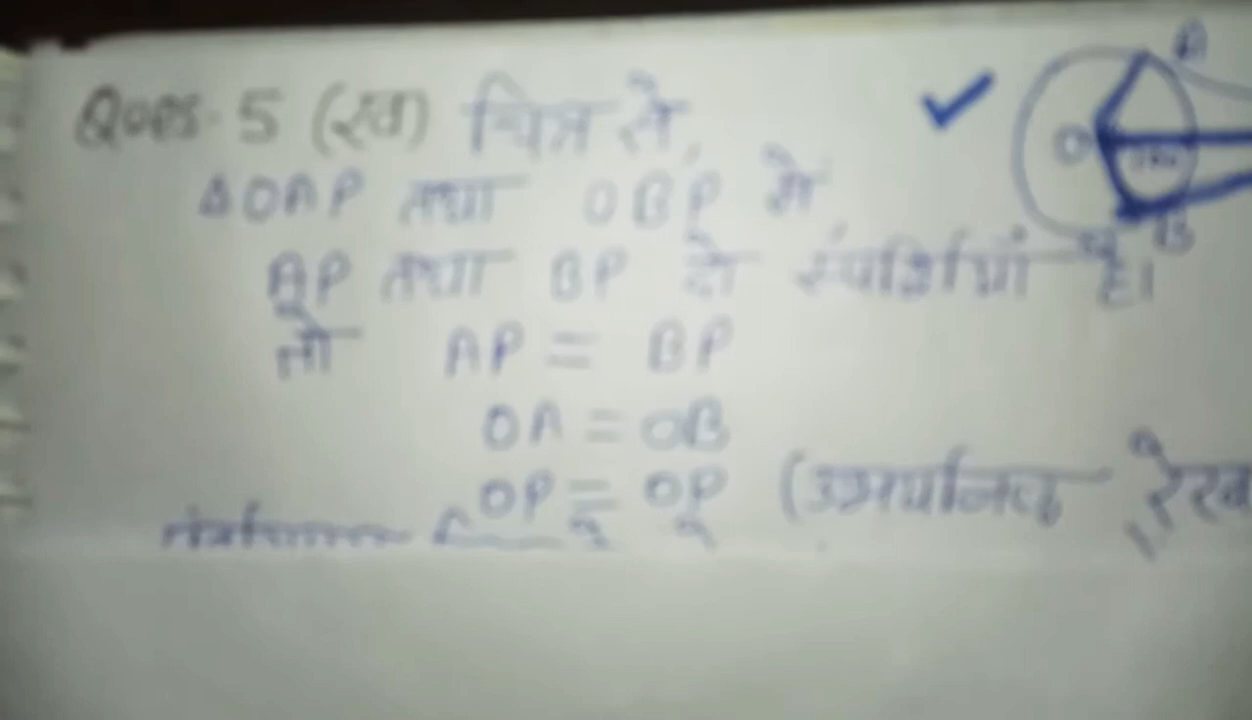 Ques. 5 (ख) चित्र से,
A
O
B
ΔOAP तथा OBP में
AP तथा BP दो स्पर्शियां है।
तो AP = BP
OA = OB
OP = OP (उभयनिष्ठ